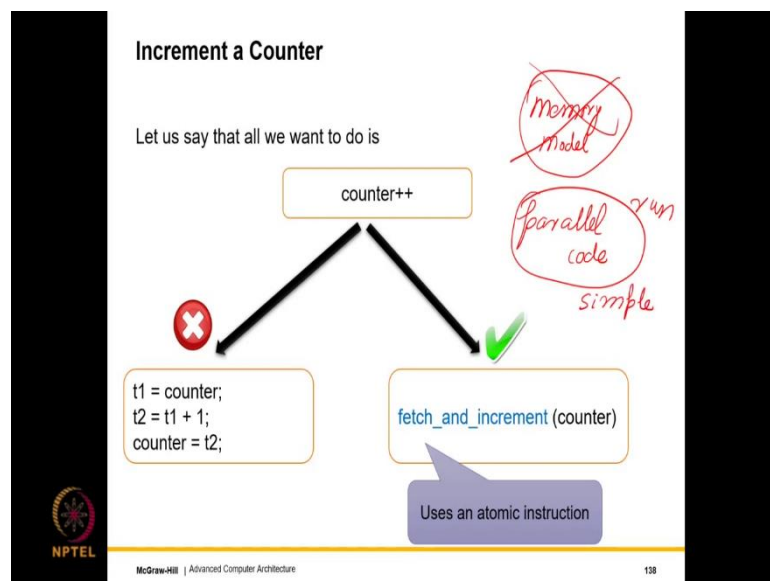 Increment a Counter
Let us say that all we want to do is
counter++
memory
model
parallel
code
run
simple
t1 = counter;
t2 = t1 + 1;
counter = t2;
fetch_and_increment (counter)
Uses an atomic instruction
NPTEL
McGraw-Hill | Advanced Computer Architecture
138